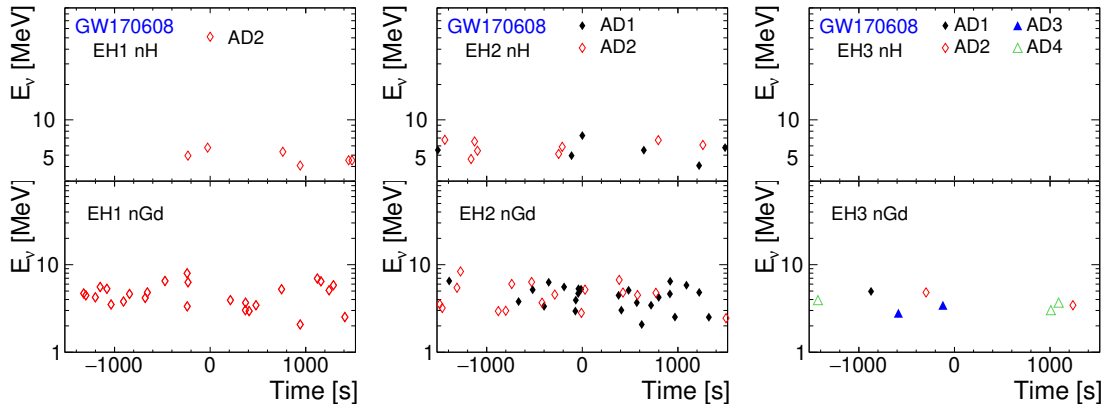 E_ν [MeV]
10
5
GW170608
EH1 nH
AD2
E_ν [MeV]
10
1
EH1 nGd
−1000
0
1000
Time [s]
E_ν [MeV]
10
5
GW170608
EH2 nH
AD1
AD2
E_ν [MeV]
10
1
EH2 nGd
−1000
0
1000
Time [s]
E_ν [MeV]
10
5
GW170608
EH3 nH
AD1
AD3
AD2
AD4
E_ν [MeV]
10
1
EH3 nGd
−1000
0
1000
Time [s]